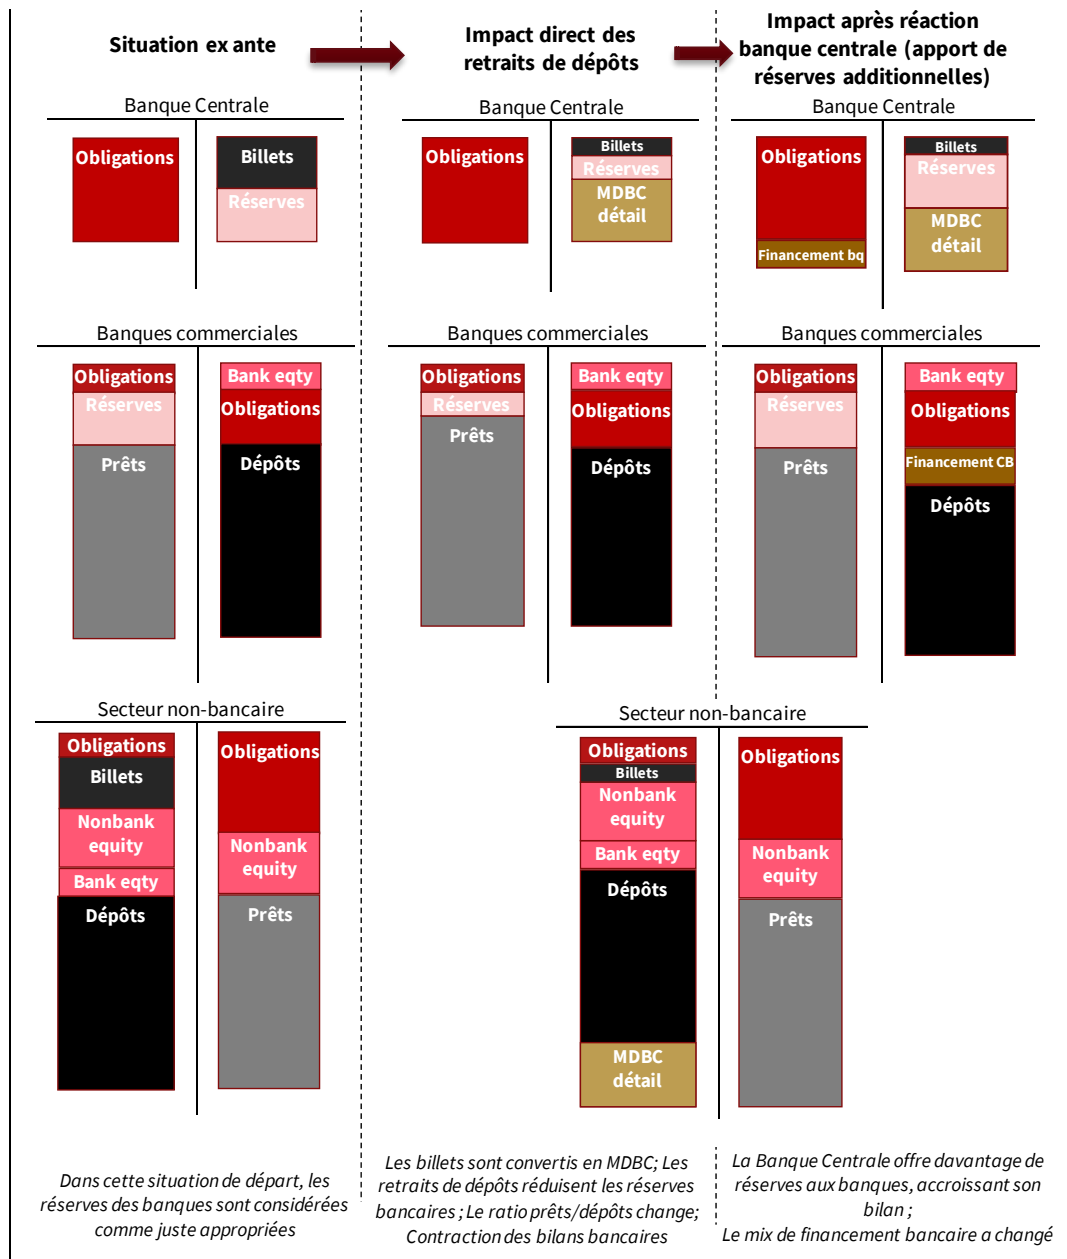 Situation ex ante
Impact direct des
retraits de dépôts
Impact après réaction
banque centrale (apport de
réserves additionnelles)
Banque Centrale
Obligations
Billets
Réserves
Banque Centrale
Obligations
Billets
Réserves
MDBC
détail
Banque Centrale
Obligations
Financement bq
Billets
Réserves
MDBC
détail
Banques commerciales
Obligations
Réserves
Prêts
Bank eqty
Obligations
Dépôts
Banques commerciales
Obligations
Réserves
Prêts
Bank eqty
Obligations
Dépôts
Banques commerciales
Obligations
Réserves
Prêts
Bank eqty
Obligations
Financement CB
Dépôts
Secteur non-bancaire
Obligations
Billets
Nonbank
equity
Bank eqty
Dépôts
Obligations
Nonbank
equity
Prêts
Secteur non-bancaire
Obligations
Billets
Nonbank
equity
Bank eqty
Dépôts
MDBC
détail
Obligations
Nonbank
equity
Prêts
Dans cette situation de départ, les
réserves des banques sont considérées
comme juste appropriées
Les billets sont convertis en MDBC; Les
retraits de dépôts réduisent les réserves
bancaires ; Le ratio prêts/dépôts change;
Contraction des bilans bancaires
La Banque Centrale offre davantage de
réserves aux banques, accroissant son
bilan ;
Le mix de financement bancaire a changé